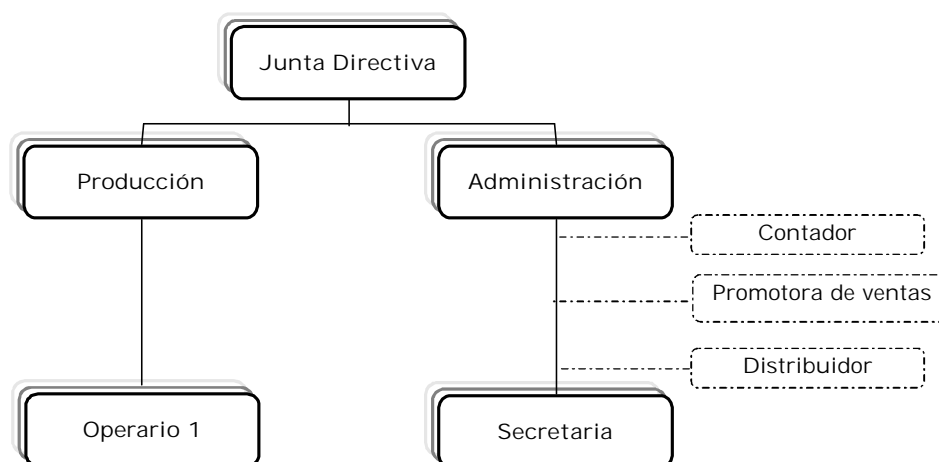 Junta Directiva
Producción
Administración
Contador
Promotora de ventas
Distribuidor
Operario 1
Secretaria